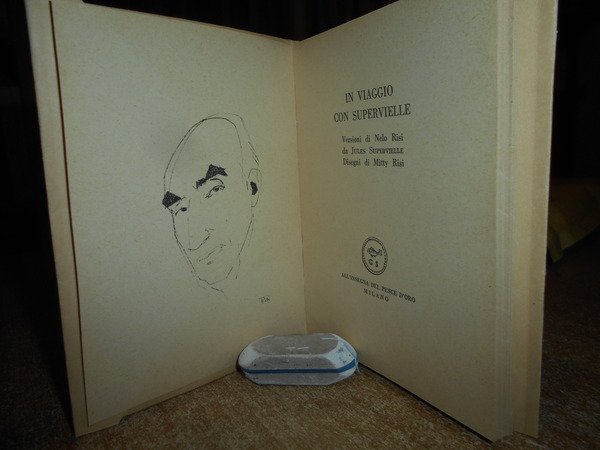 IN VIAGGIO
CON SUPERVIELLE
Versioni di Nelo Risi
da JULES SUPERVIELLE
Disegni di Mitty Risi
ALL'INSEGNA DEL PESCE D'ORO
MILANO